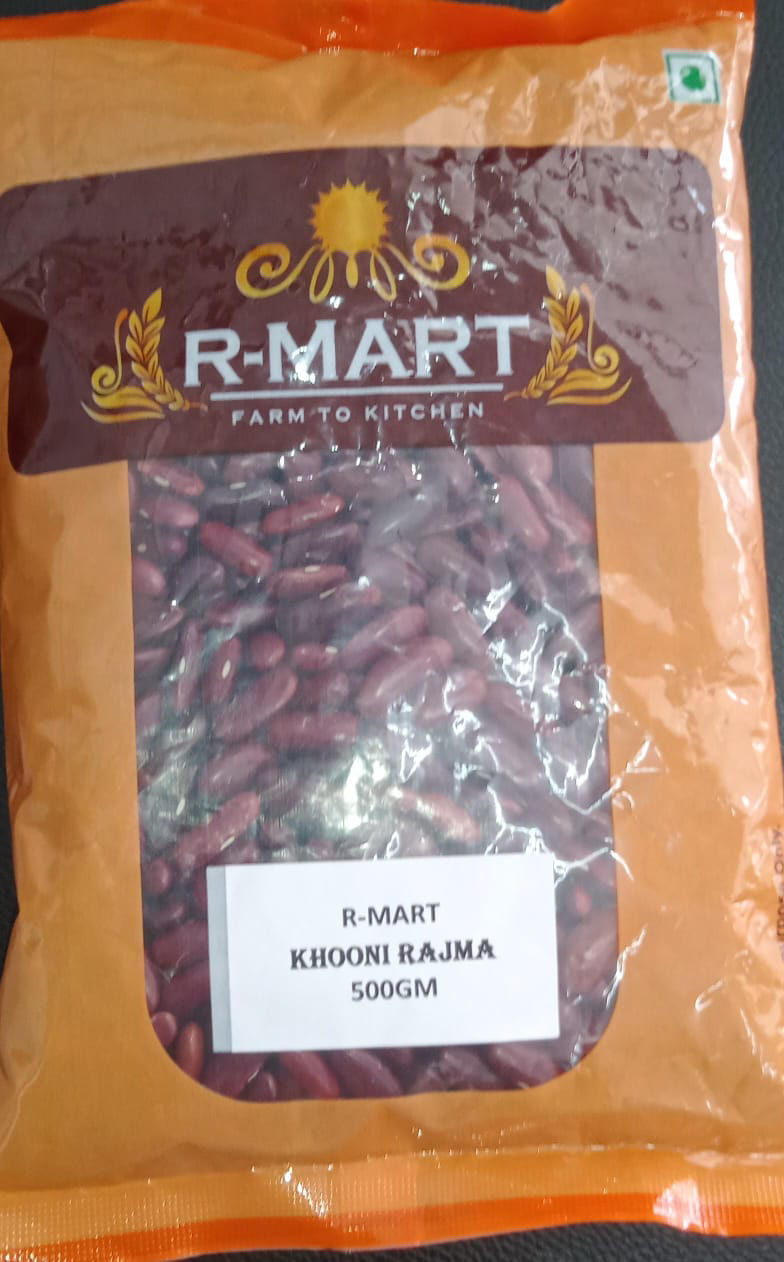 R-MART
FARM TO KITCHEN
R-MART
KHOONI RAJMA
500GM